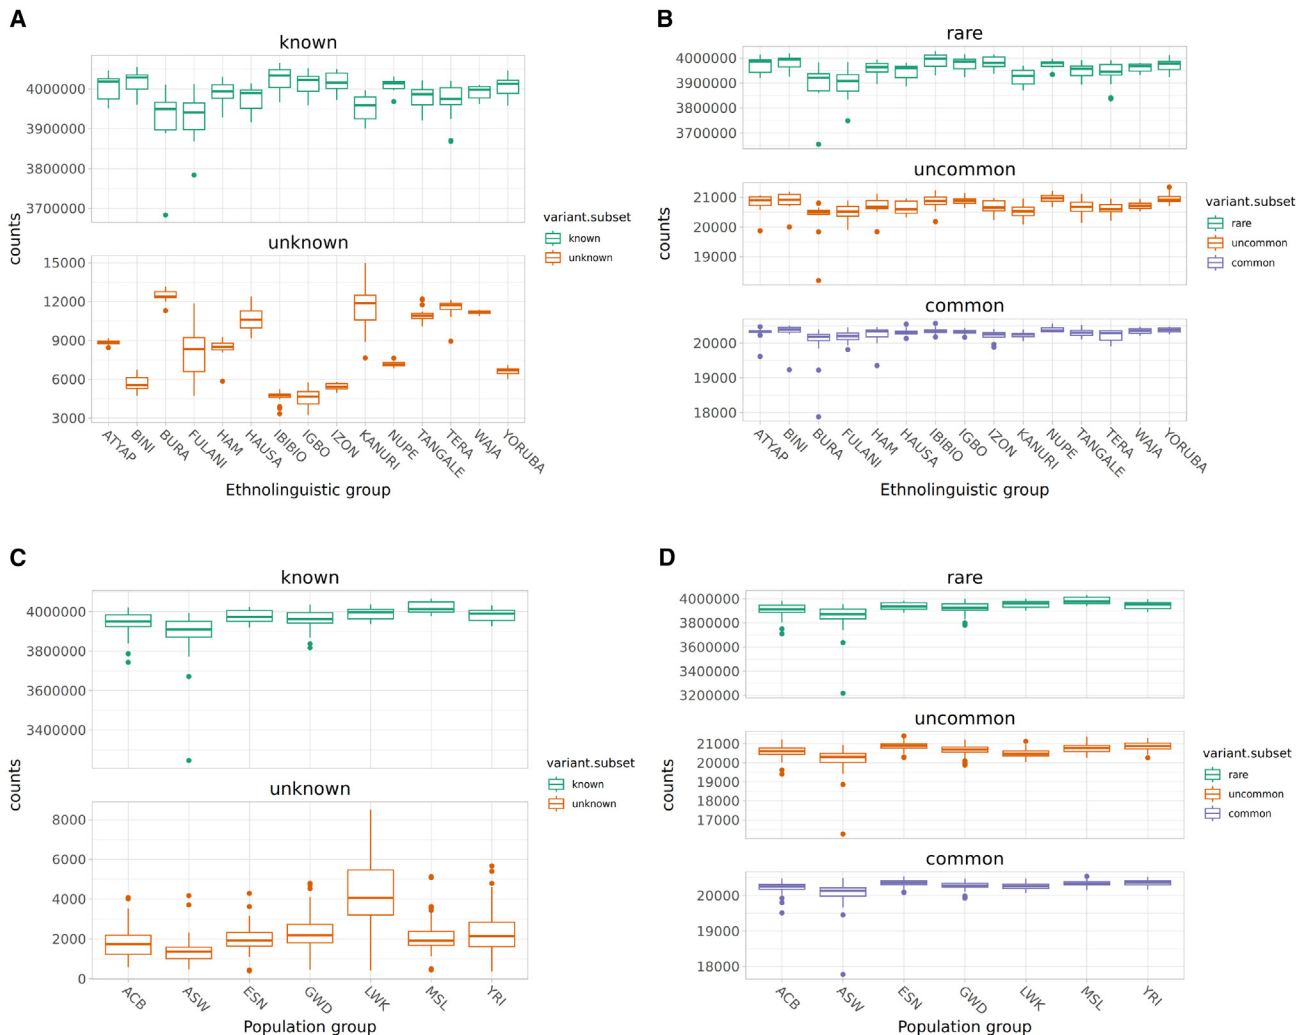 A
known
4000000
3900000
3800000
3700000
unknown
15000
12000
9000
6000
3000
counts
ATYAP
BINI
BURA
FULANI
HAM
HAUSA
IBIBIO
IGBO
IZON
KANURI
NUPE
TANGALE
TERA
WAJA
YORUBA
Ethnolinguistic group
variant.subset
known
unknown
B
rare
4000000
3900000
3800000
3700000
uncommon
21000
20000
19000
common
20000
19000
18000
counts
ATYAP
BINI
BURA
FULANI
HAM
HAUSA
IBIBIO
IGBO
IZON
KANURI
NUPE
TANGALE
TERA
WAJA
YORUBA
Ethnolinguistic group
variant.subset
rare
uncommon
common
C
known
4000000
3800000
3600000
3400000
unknown
8000
6000
4000
2000
0
counts
ACB
ASW
ESN
GWD
LWK
MSL
YRI
Population group
variant.subset
known
unknown
D
rare
4000000
3800000
3600000
3400000
3200000
uncommon
21000
20000
19000
18000
17000
common
20000
19000
18000
counts
ACB
ASW
ESN
GWD
LWK
MSL
YRI
Population group
variant.subset
rare
uncommon
common